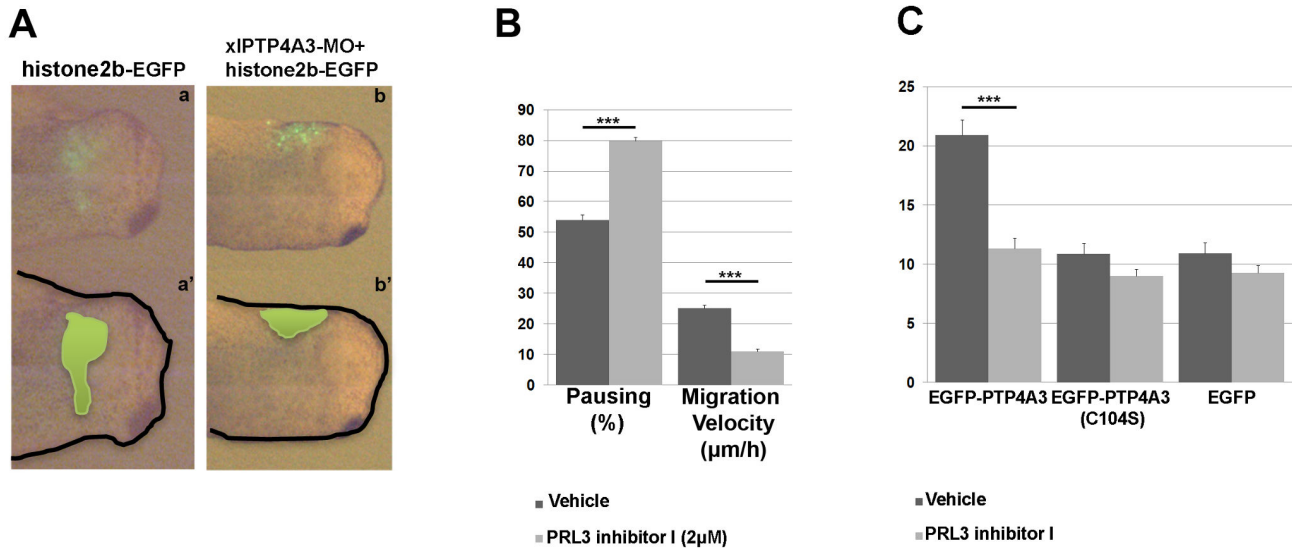 A
histone2b-EGFP
xlPTP4A3-MO+
histone2b-EGFP
a
b
a'
b'
B
90
80
70
60
50
40
30
20
10
0
***
***
Pausing
(%)
Migration
Velocity
(µm/h)
Vehicle
PRL3 inhibitor I (2µM)
C
25
20
15
10
5
0
***
EGFP-PTP4A3
EGFP-PTP4A3
(C104S)
EGFP
Vehicle
PRL3 inhibitor I